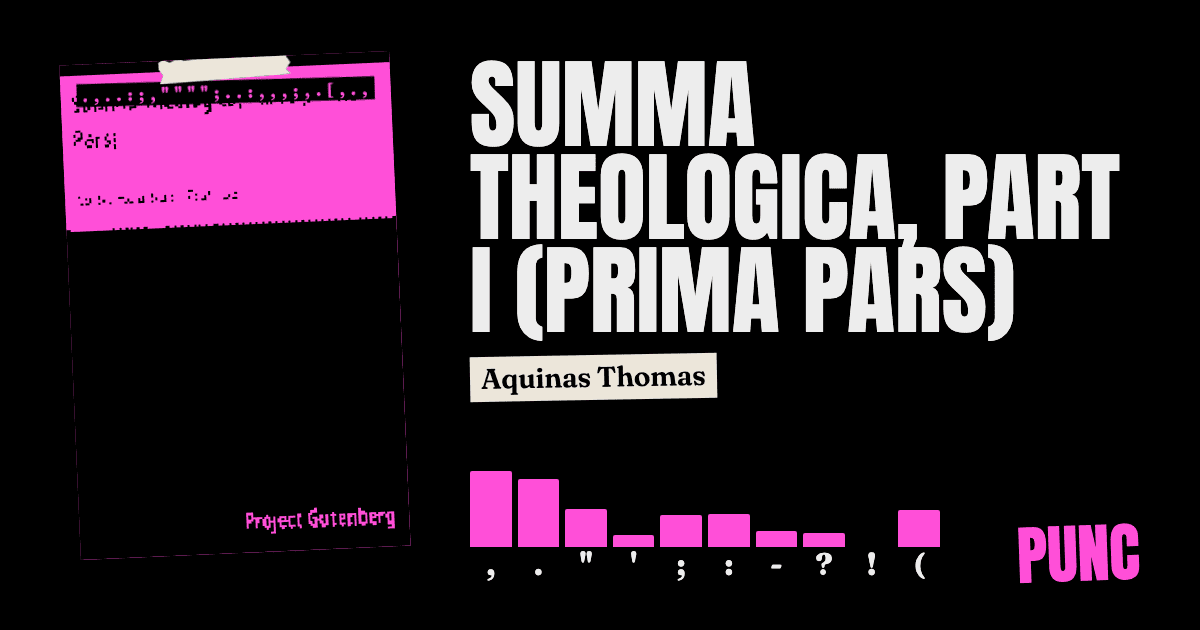 .,..:;,"""";..:,,,;,.[,.,
Project Gutenberg
SUMMA
THEOLOGICA, PART
I (PRIMA PARS)
Aquinas Thomas
, . " ' ; : - ? ! (
PUNC